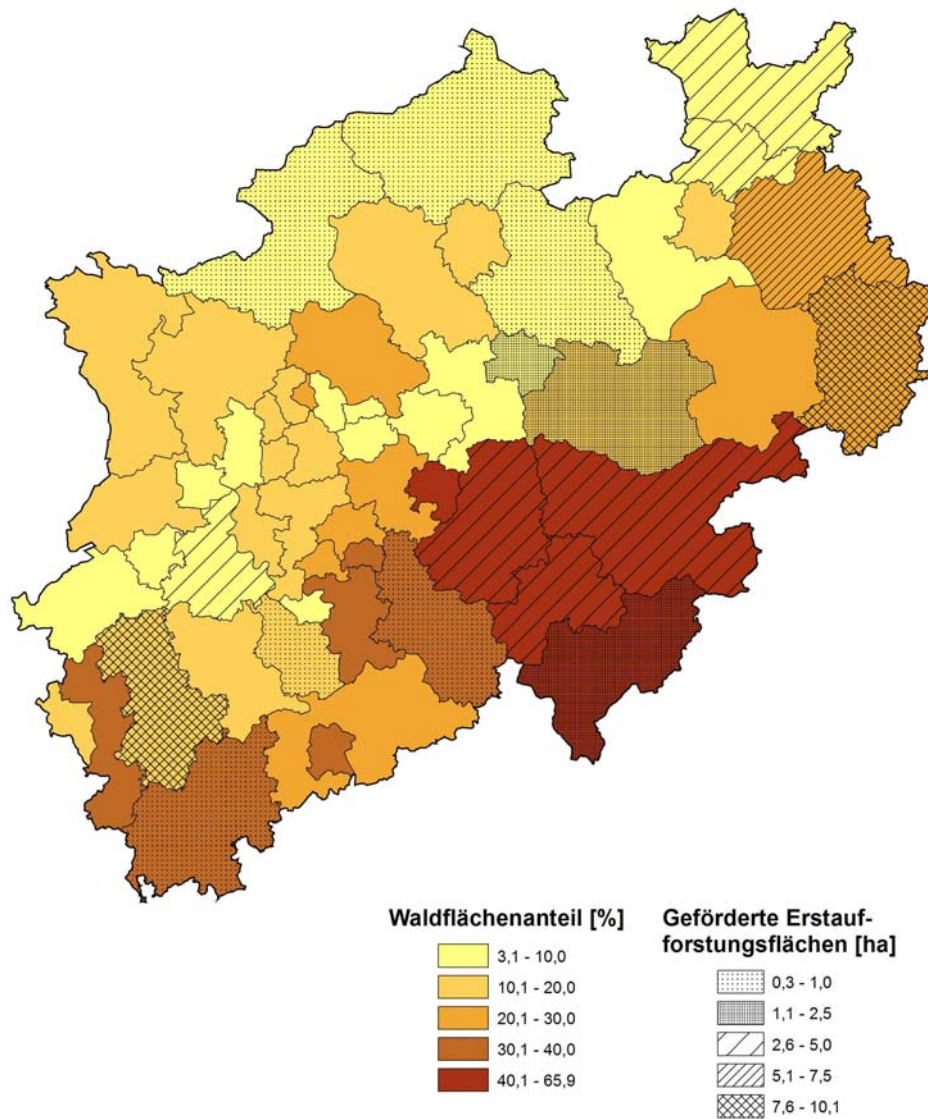 Waldflächenanteil [%]
3,1 - 10,0
10,1 - 20,0
20,1 - 30,0
30,1 - 40,0
40,1 - 65,9
Geförderte Erstauf-
forstungsflächen [ha]
0,3 - 1,0
1,1 - 2,5
2,6 - 5,0
5,1 - 7,5
7,6 - 10,1